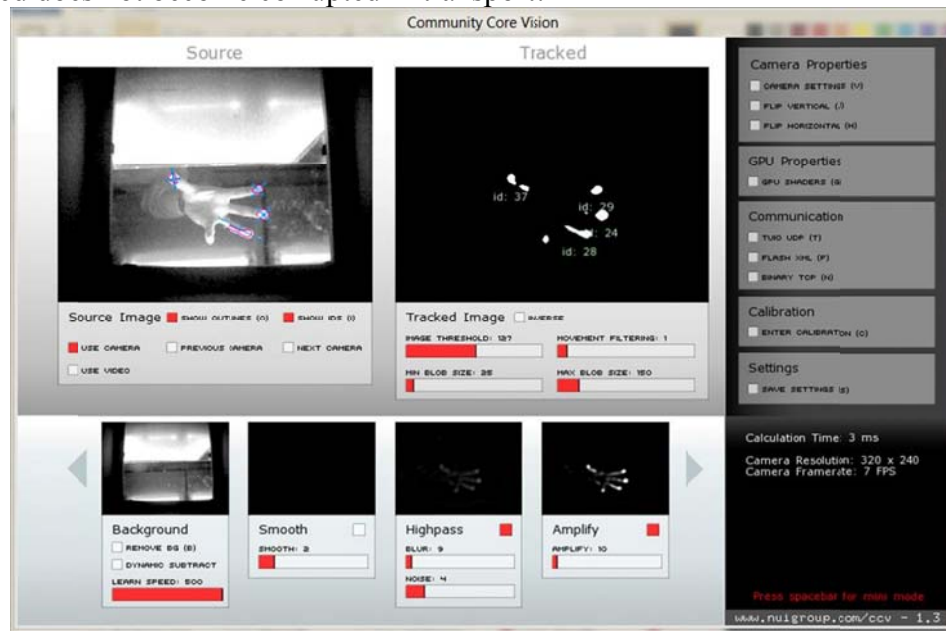 Community Core Vision
Source
Tracked
id: 37
id: 29
id: 24
id: 28
Source Image SHOW OUTLINES (O) SHOW IDS (I)
USE CAMERA PREVIOUS CAMERA NEXT CAMERA
USE VIDEO
Tracked Image INVERSE
IMAGE THRESHOLD: 137 MOVEMENT FILTERING: 1
MIN BLOB SIZE: 25 MAX BLOB SIZE: 150
Camera Properties
CAMERA SETTINGS (V)
FLIP VERTICAL (J)
FLIP HORIZONTAL (H)
GPU Properties
GPU SHADERS (G)
Communication
TUIO UDP (T)
FLASH XML (F)
BINARY TCP (N)
Calibration
ENTER CALIBRATION (C)
Settings
SAVE SETTINGS (S)
Background
REMOVE BG (B)
DYNAMIC SUBTRACT
LEARN SPEED: 500
Smooth
SMOOTH: 2
Highpass
BLUR: 9
NOISE: 4
Amplify
AMPLIFY: 10
Calculation Time: 3 ms
Camera Resolution: 320 x 240
Camera Framerate: 7 FPS
Press spacebar for mini mode
www.nuigroup.com/ccv - 1.3